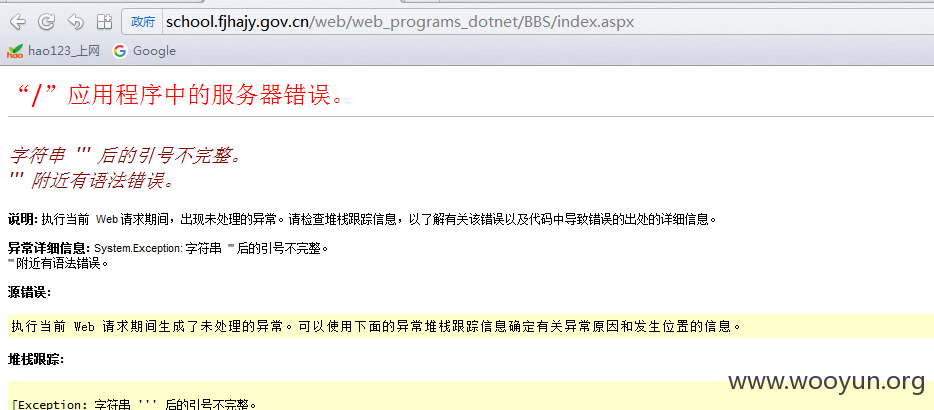 政府 school.fjhajy.gov.cn/web/web_programs_dotnet/BBS/index.aspx
hao123_上网 Google
“/”应用程序中的服务器错误。
字符串 ''' 后的引号不完整。
''' 附近有语法错误。
说明: 执行当前 Web 请求期间，出现未处理的异常。请检查堆栈跟踪信息，以了解有关该错误以及代码中导致错误的出处的详细信息。
异常详细信息: System.Exception: 字符串 ''' 后的引号不完整。
'''附近有语法错误。
源错误:
执行当前 Web 请求期间生成了未处理的异常。可以使用下面的异常堆栈跟踪信息确定有关异常原因和发生位置的信息。
堆栈跟踪:
www.wooyun.org
[Exception: 字符串 ''' 后的引号不完整。